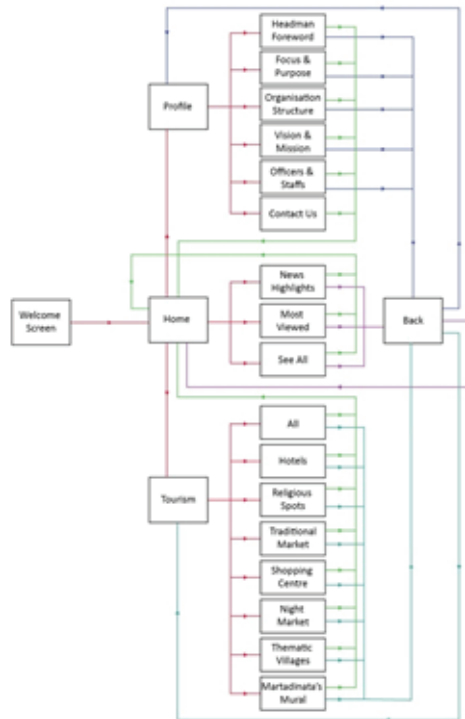 Headman
Foreword
Focus &
Purpose
Profile
Organisation
Structure
Vision &
Mission
Officers &
Staffs
Contact Us
News
Highlights
Welcome
Screen
Home
Most
Viewed
Back
See All
All
Hotels
Tourism
Religious
Spots
Traditional
Market
Shopping
Centre
Night
Market
Thematic
Villages
Martadinata's
Mural